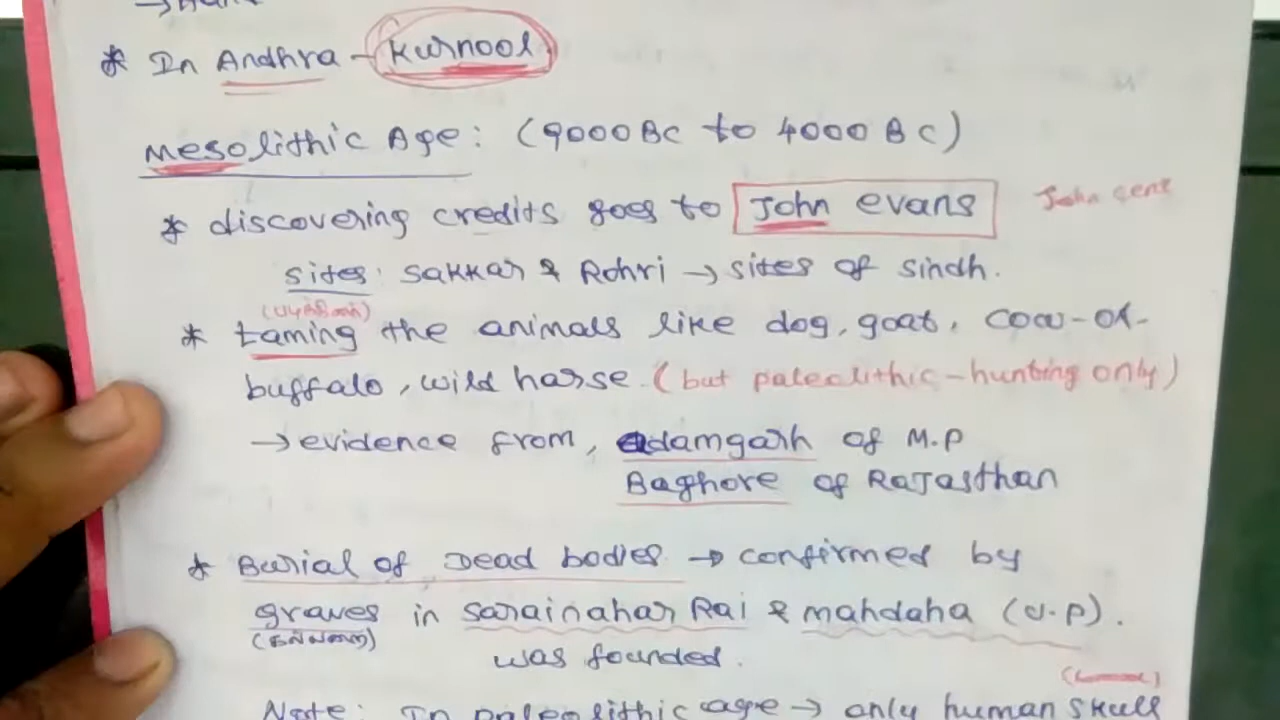 * In Andhra - Kurnool
Mesolithic Age: (9000 BC to 4000 BC)
* discovering credits goes to John evans
sites: Sakkar & Rohri → sites of sindh.
* taming the animals like dog, goat, cow-ox-
buffalo, wild harse (but paleolithic - hunting only)
→ evidence from, adamgarh of M.P
Baghore of Rajasthan
* Burial of Dead bodies → confirmed by
graves in sarainahar Rai & mahdaha (U.P).
(கல்லறை)
was founded.
Note: In paleolithic age → only human skull